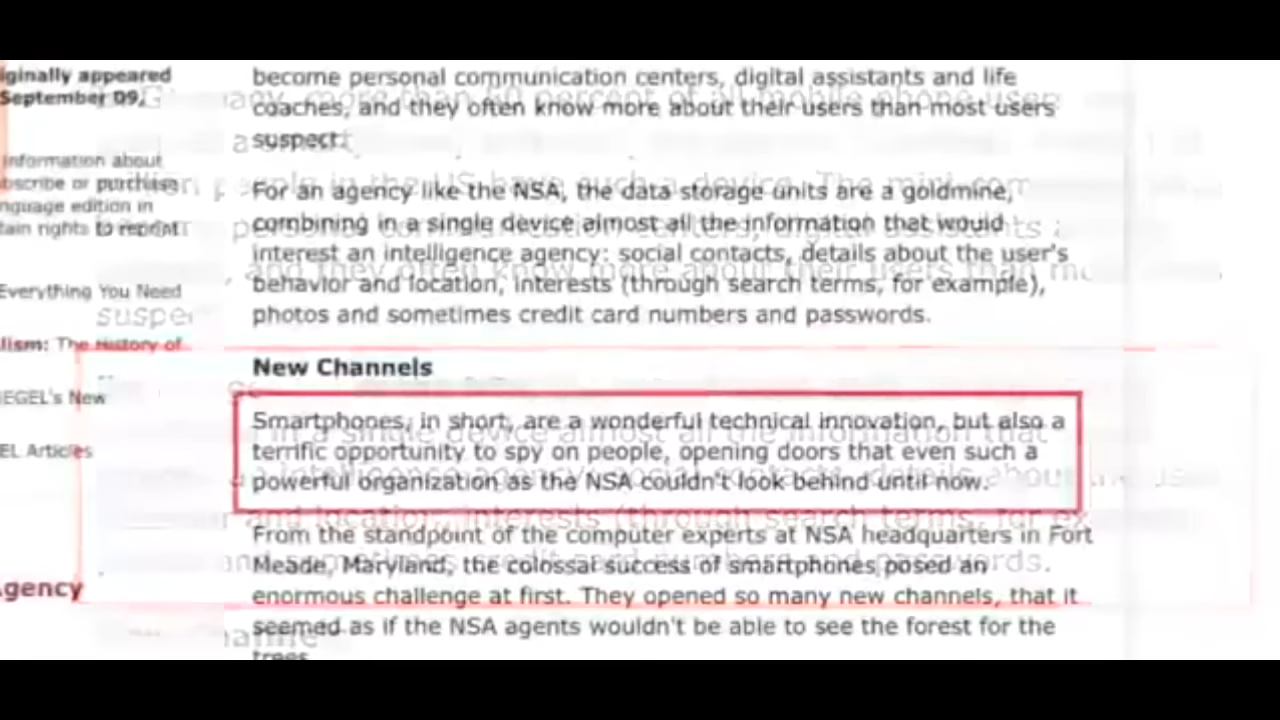 iginally appeared
September 09,
information about
bscribe or purchase
nguage edition in
tain rights to reprint
Everything You Need
lism: The History of
EGEL's New
EL Articles
Agency
become personal communication centers, digital assistants and life
coaches, and they often know more about their users than most users
suspect.
For an agency like the NSA, the data storage units are a goldmine,
combining in a single device almost all the information that would
interest an intelligence agency: social contacts, details about the user's
behavior and location, interests (through search terms, for example),
photos and sometimes credit card numbers and passwords.
New Channels
Smartphones, in short, are a wonderful technical innovation, but also a
terrific opportunity to spy on people, opening doors that even such a
powerful organization as the NSA couldn't look behind until now.
From the standpoint of the computer experts at NSA headquarters in Fort
Meade, Maryland, the colossal success of smartphones posed an
enormous challenge at first. They opened so many new channels, that it
seemed as if the NSA agents wouldn't be able to see the forest for the
trees